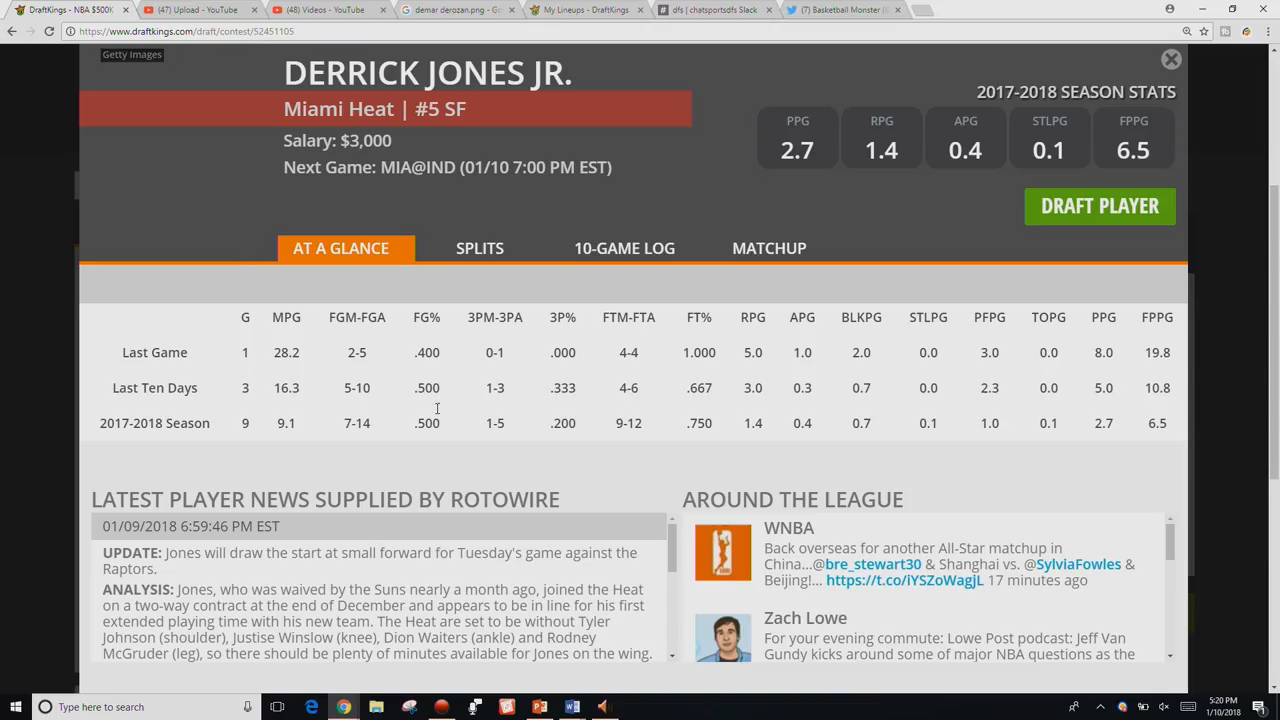 DraftKings - NBA $500K
(47) Upload - YouTube
(48) Videos - YouTube
demar derozan.png - Go
My Lineups - DraftKings
dfs | chatsportsdfs Slack
(7) Basketball Monster (
https://www.draftkings.com/draft/contest/52451105
Getty Images
DERRICK JONES JR.
Miami Heat | #5 SF
Salary: $3,000
Next Game: MIA@IND (01/10 7:00 PM EST)
2017-2018 SEASON STATS
PPG RPG APG STLPG FPPG
2.7 1.4 0.4 0.1 6.5
DRAFT PLAYER
AT A GLANCE SPLITS 10-GAME LOG MATCHUP
G MPG FGM-FGA FG% 3PM-3PA 3P% FTM-FTA FT% RPG APG BLKPG STLPG PFPG TOPG PPG FPPG
Last Game 1 28.2 2-5 .400 0-1 .000 4-4 1.000 5.0 1.0 2.0 0.0 3.0 0.0 8.0 19.8
Last Ten Days 3 16.3 5-10 .500 1-3 .333 4-6 .667 3.0 0.3 0.7 0.0 2.3 0.0 5.0 10.8
2017-2018 Season 9 9.1 7-14 .500 1-5 .200 9-12 .750 1.4 0.4 0.7 0.1 1.0 0.1 2.7 6.5
LATEST PLAYER NEWS SUPPLIED BY ROTOWIRE
01/09/2018 6:59:46 PM EST
UPDATE: Jones will draw the start at small forward for Tuesday's game against the
Raptors.
ANALYSIS: Jones, who was waived by the Suns nearly a month ago, joined the Heat
on a two-way contract at the end of December and appears to be in line for his first
extended playing time with his new team. The Heat are set to be without Tyler
Johnson (shoulder), Justise Winslow (knee), Dion Waiters (ankle) and Rodney
McGruder (leg), so there should be plenty of minutes available for Jones on the wing.
AROUND THE LEAGUE
WNBA
Back overseas for another All-Star matchup in
China...@bre_stewart30 & Shanghai vs. @SylviaFowles &
Beijing!... https://t.co/iYSZoWagjL 17 minutes ago
Zach Lowe
For your evening commute: Lowe Post podcast: Jeff Van
Gundy kicks around some of major NBA questions as the
Type here to search
5:20 PM
1/10/2018